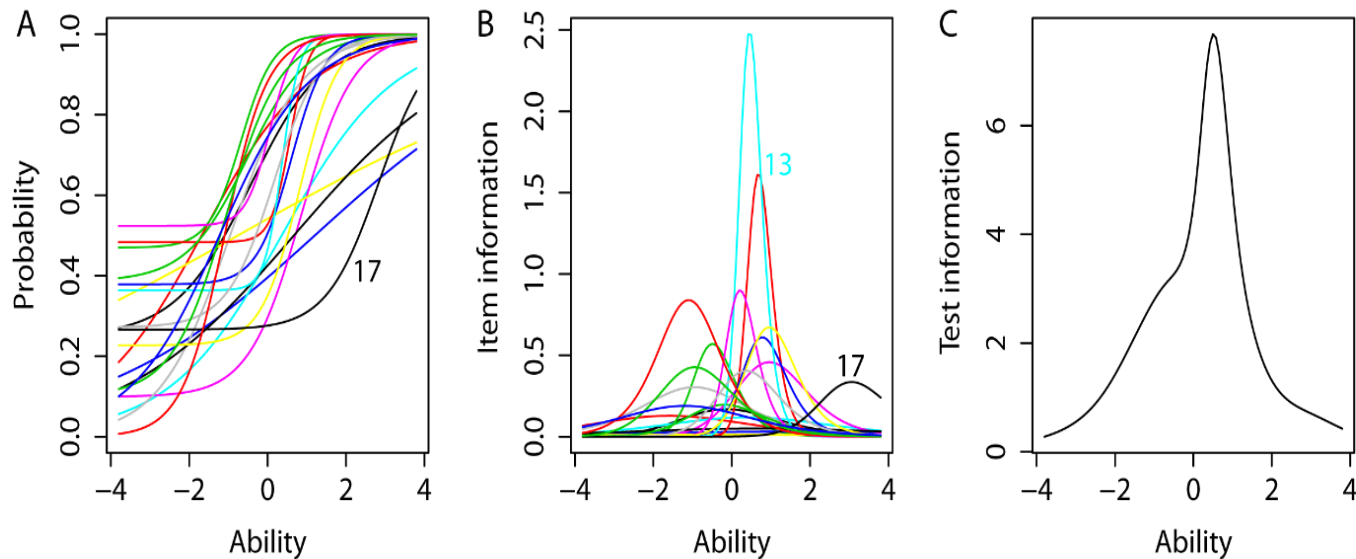 A
Probability
0.0 0.2 0.4 0.6 0.8 1.0
17
−4 −2 0 2 4
Ability
B
Item information
0.0 0.5 1.0 1.5 2.0 2.5
13
17
−4 −2 0 2 4
Ability
C
Test information
0 2 4 6
−4 −2 0 2 4
Ability